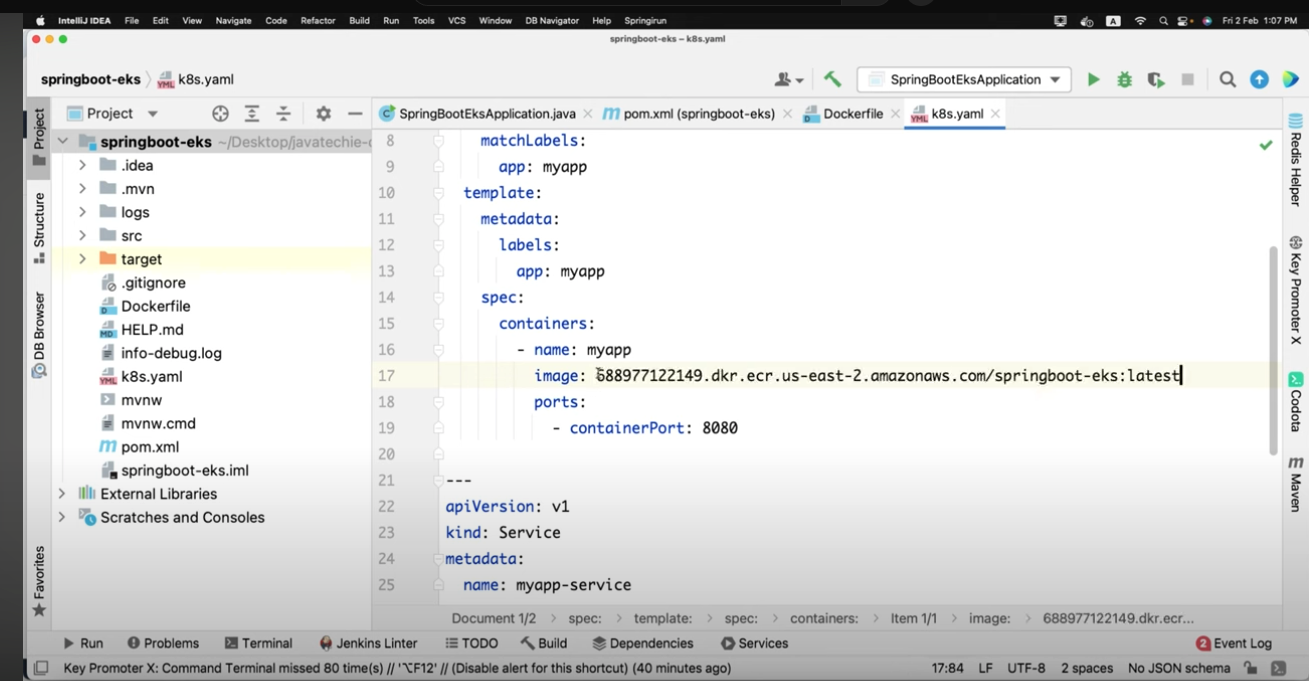 IntelliJ IDEA File Edit View Navigate Code Refactor Build Run Tools VCS Window DB Navigator Help Springirun A Fri 2 Feb 1:07 PM
springboot-eks – k8s.yaml
springboot-eks k8s.yaml SpringBootEksApplication
Project SpringBootEksApplication.java pom.xml (springboot-eks) Dockerfile k8s.yaml
Project
Structure
DB Browser
Favorites
springboot-eks ~/Desktop/javatechie-
.idea
.mvn
logs
src
target
.gitignore
Dockerfile
HELP.md
info-debug.log
k8s.yaml
mvnw
mvnw.cmd
pom.xml
springboot-eks.iml
External Libraries
Scratches and Consoles
8 matchLabels:
9 app: myapp
10 template:
11 metadata:
12 labels:
13 app: myapp
14 spec:
15 containers:
16 - name: myapp
17 image: 688977122149.dkr.ecr.us-east-2.amazonaws.com/springboot-eks:latest
18 ports:
19 - containerPort: 8080
20
21 ---
22 apiVersion: v1
23 kind: Service
24 metadata:
25 name: myapp-service
Redis Helper
Key Promoter X
Codota
Maven
Document 1/2 › spec: › template: › spec: › containers: › Item 1/1 › image: › 688977122149.dkr.ecr...
Run Problems Terminal Jenkins Linter TODO Build Dependencies Services 2 Event Log
Key Promoter X: Command Terminal missed 80 time(s) // '⌥F12' // (Disable alert for this shortcut) (40 minutes ago) 17:84 LF UTF-8 2 spaces No JSON schema